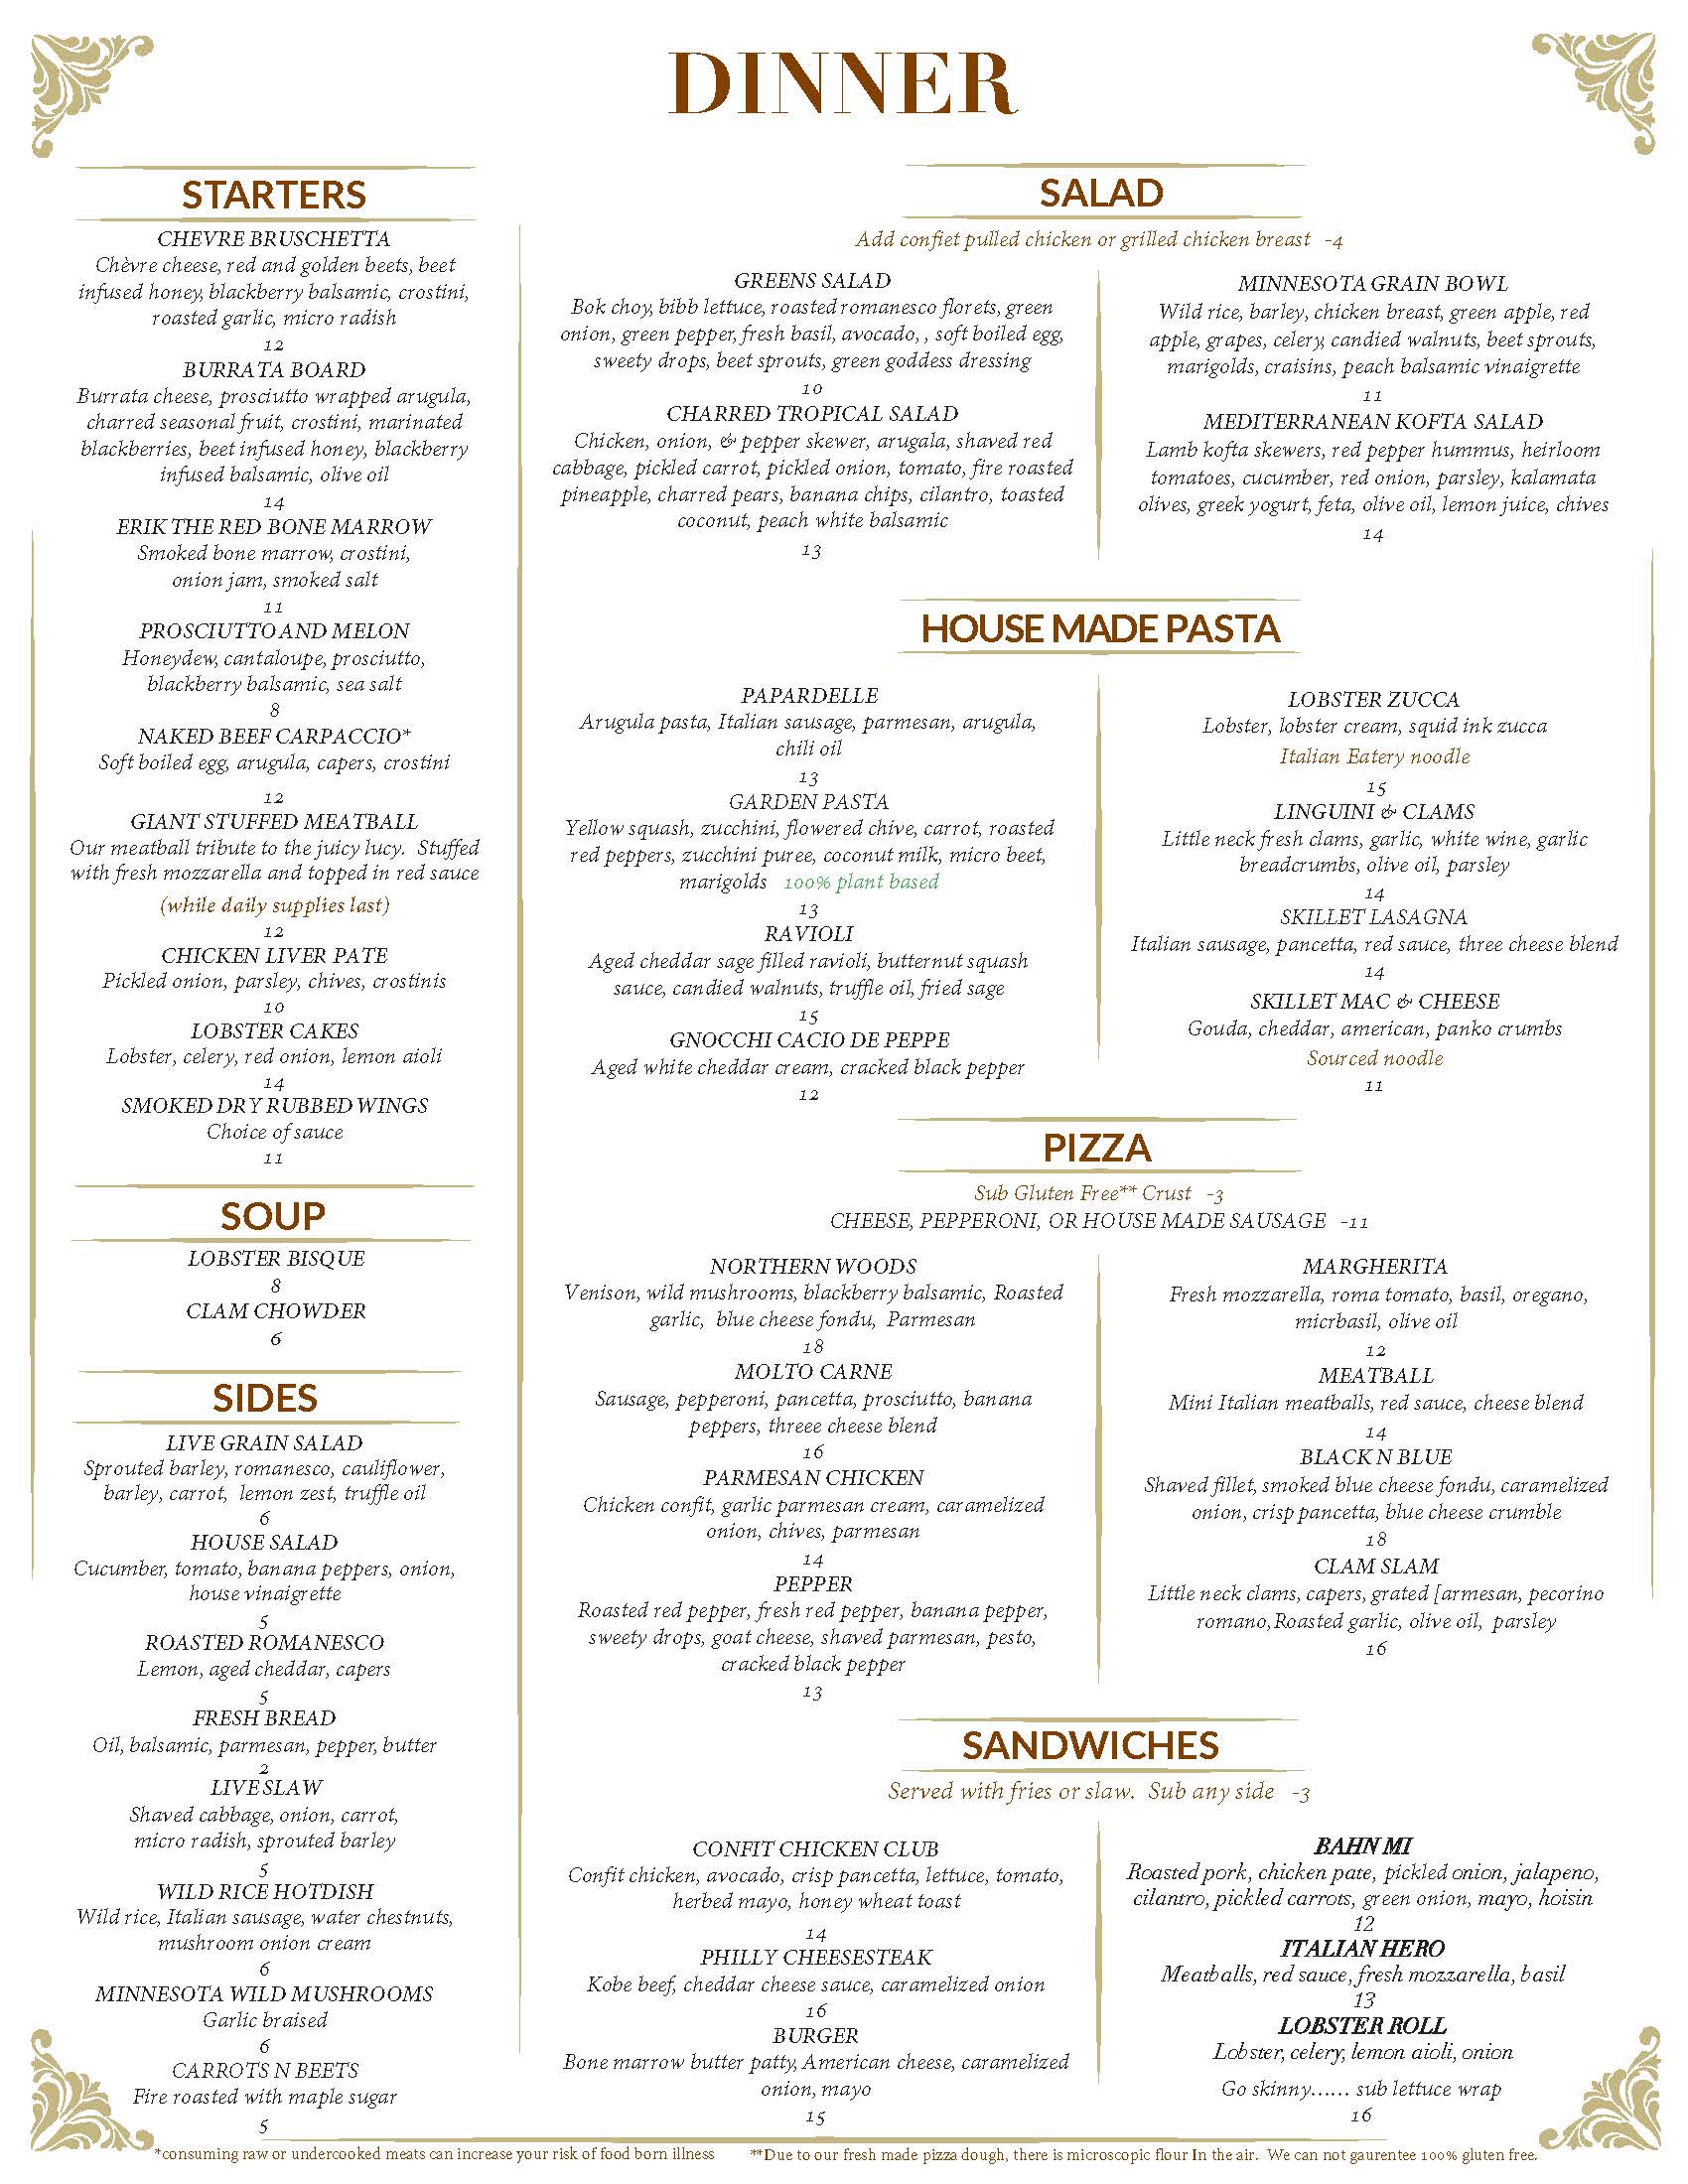 DINNER
STARTERS
CHEVRE BRUSCHETTA
Chèvre cheese, red and golden beets, beet
infused honey, blackberry balsamic, crostini,
roasted garlic, micro radish
12
BURRATA BOARD
Burrata cheese, prosciutto wrapped arugula,
charred seasonal fruit, crostini, marinated
blackberries, beet infused honey, blackberry
infused balsamic, olive oil
14
ERIK THE RED BONE MARROW
Smoked bone marrow, crostini,
onion jam, smoked salt
11
PROSCIUTTO AND MELON
Honeydew, cantaloupe, prosciutto,
blackberry balsamic, sea salt
8
NAKED BEEF CARPACCIO*
Soft boiled egg, arugula, capers, crostini
12
GIANT STUFFED MEATBALL
Our meatball tribute to the juicy lucy.  Stuffed
with fresh mozzarella and topped in red sauce
(while daily supplies last)
12
CHICKEN LIVER PATE
Pickled onion, parsley, chives, crostinis
10
LOBSTER CAKES
Lobster, celery, red onion, lemon aioli
14
SMOKED DRY RUBBED WINGS
Choice of sauce
11
SOUP
LOBSTER BISQUE
8
CLAM CHOWDER
6
SIDES
LIVE GRAIN SALAD
Sprouted barley, romanesco, cauliflower,
barley, carrot,  lemon zest, truffle oil
6
HOUSE SALAD
Cucumber, tomato, banana peppers, onion,
house vinaigrette
5
ROASTED ROMANESCO
Lemon, aged cheddar, capers
5
FRESH BREAD
Oil, balsamic, parmesan, pepper, butter
2
LIVE SLAW
Shaved cabbage, onion, carrot,
micro radish, sprouted barley
5
WILD RICE HOTDISH
Wild rice, Italian sausage, water chestnuts,
mushroom onion cream
6
MINNESOTA WILD MUSHROOMS
Garlic braised
6
CARROTS N BEETS
Fire roasted with maple sugar
5
SALAD
Add confiet pulled chicken or grilled chicken breast  -4
GREENS SALAD
Bok choy, bibb lettuce, roasted romanesco florets, green
onion, green pepper, fresh basil, avocado, , soft boiled egg,
sweety drops, beet sprouts, green goddess dressing
10
CHARRED TROPICAL SALAD
Chicken, onion, & pepper skewer, arugala, shaved red
cabbage, pickled carrot, pickled onion, tomato, fire roasted
pineapple, charred pears, banana chips, cilantro, toasted
coconut, peach white balsamic
13
MINNESOTA GRAIN BOWL
Wild rice, barley, chicken breast, green apple, red
apple, grapes, celery, candied walnuts, beet sprouts,
marigolds, craisins, peach balsamic vinaigrette
11
MEDITERRANEAN KOFTA SALAD
Lamb kofta skewers, red pepper hummus, heirloom
tomatoes, cucumber, red onion, parsley, kalamata
olives, greek yogurt, feta, olive oil, lemon juice, chives
14
HOUSE MADE PASTA
PAPARDELLE
Arugula pasta, Italian sausage, parmesan, arugula,
chili oil
13
GARDEN PASTA
Yellow squash, zucchini, flowered chive, carrot, roasted
red peppers, zucchini puree, coconut milk, micro beet,
marigolds  100% plant based
13
RAVIOLI
Aged cheddar sage filled ravioli, butternut squash
sauce, candied walnuts, truffle oil, fried sage
15
GNOCCHI CACIO DE PEPPE
Aged white cheddar cream, cracked black pepper
12
LOBSTER ZUCCA
Lobster, lobster cream, squid ink zucca
Italian Eatery noodle
15
LINGUINI & CLAMS
Little neck fresh clams, garlic, white wine, garlic
breadcrumbs, olive oil, parsley
14
SKILLET LASAGNA
Italian sausage, pancetta, red sauce, three cheese blend
14
SKILLET MAC & CHEESE
Gouda, cheddar, american, panko crumbs
Sourced noodle
11
PIZZA
Sub Gluten Free** Crust  -3
CHEESE, PEPPERONI, OR HOUSE MADE SAUSAGE  -11
NORTHERN WOODS
Venison, wild mushrooms, blackberry balsamic, Roasted
garlic,  blue cheese fondu,  Parmesan
18
MOLTO CARNE
Sausage, pepperoni, pancetta, prosciutto, banana
peppers, threee cheese blend
16
PARMESAN CHICKEN
Chicken confit, garlic parmesan cream, caramelized
onion, chives, parmesan
14
PEPPER
Roasted red pepper, fresh red pepper, banana pepper,
sweety drops, goat cheese, shaved parmesan, pesto,
cracked black pepper
13
MARGHERITA
Fresh mozzarella, roma tomato, basil, oregano,
micrbasil, olive oil
12
MEATBALL
Mini Italian meatballs, red sauce, cheese blend
14
BLACK N BLUE
Shaved fillet, smoked blue cheese fondu, caramelized
onion, crisp pancetta, blue cheese crumble
18
CLAM SLAM
Little neck clams, capers, grated [armesan, pecorino
romano, Roasted garlic, olive oil,  parsley
16
SANDWICHES
Served with fries or slaw.  Sub any side  -3
CONFIT CHICKEN CLUB
Confit chicken, avocado, crisp pancetta, lettuce, tomato,
herbed mayo, honey wheat toast
14
PHILLY CHEESESTEAK
Kobe beef, cheddar cheese sauce, caramelized onion
16
BURGER
Bone marrow butter patty, American cheese, caramelized
onion, mayo
15
BAHN MI
Roasted pork, chicken pate, pickled onion, jalapeno,
cilantro, pickled carrots, green onion, mayo, hoisin
12
ITALIAN HERO
Meatballs, red sauce, fresh mozzarella, basil
13
LOBSTER ROLL
Lobster, celery, lemon aioli, onion
Go skinny...... sub lettuce wrap
16
*consuming raw or undercooked meats can increase your risk of food born illness
**Due to our fresh made pizza dough, there is microscopic flour In the air.  We can not gaurentee 100% gluten free.